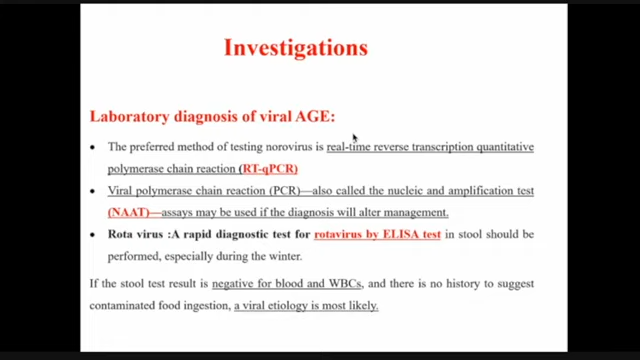 Investigations
Laboratory diagnosis of viral AGE:
• The preferred method of testing norovirus is real-time reverse transcription quantitative
polymerase chain reaction (RT-qPCR)
• Viral polymerase chain reaction (PCR)—also called the nucleic and amplification test
(NAAT)—assays may be used if the diagnosis will alter management.
• Rota virus :A rapid diagnostic test for rotavirus by ELISA test in stool should be
performed, especially during the winter.
If the stool test result is negative for blood and WBCs, and there is no history to suggest
contaminated food ingestion, a viral etiology is most likely.